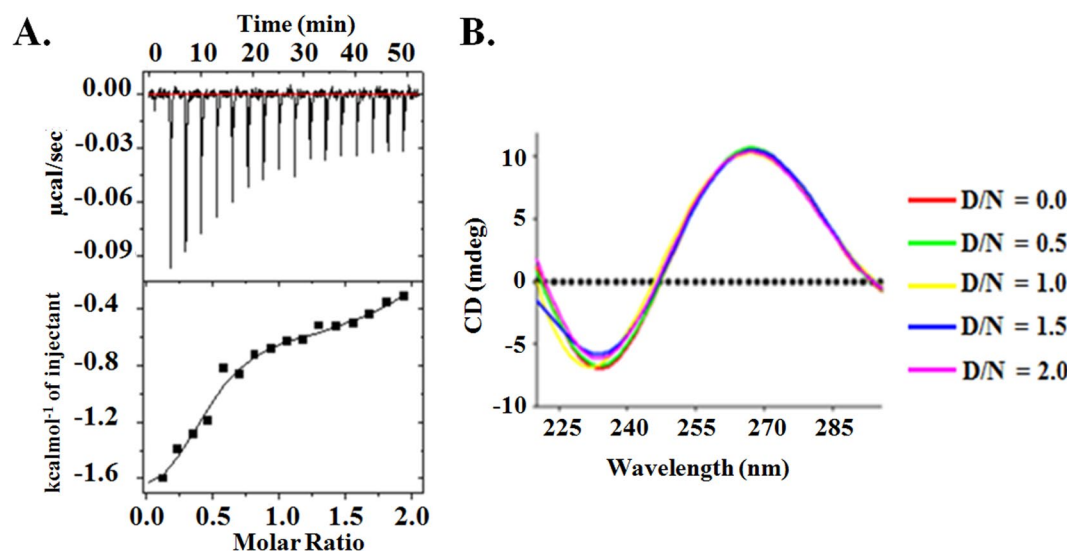 A.
Time (min)
0 10 20 30 40 50
0.00
-0.03
-0.06
-0.09
µcal/sec
-0.4
-0.8
-1.2
-1.6
kcalmol-1 of injectant
0.0 0.5 1.0 1.5 2.0
Molar Ratio
B.
10
5
0
-5
-10
CD (mdeg)
225 240 255 270 285
Wavelength (nm)
D/N = 0.0
D/N = 0.5
D/N = 1.0
D/N = 1.5
D/N = 2.0